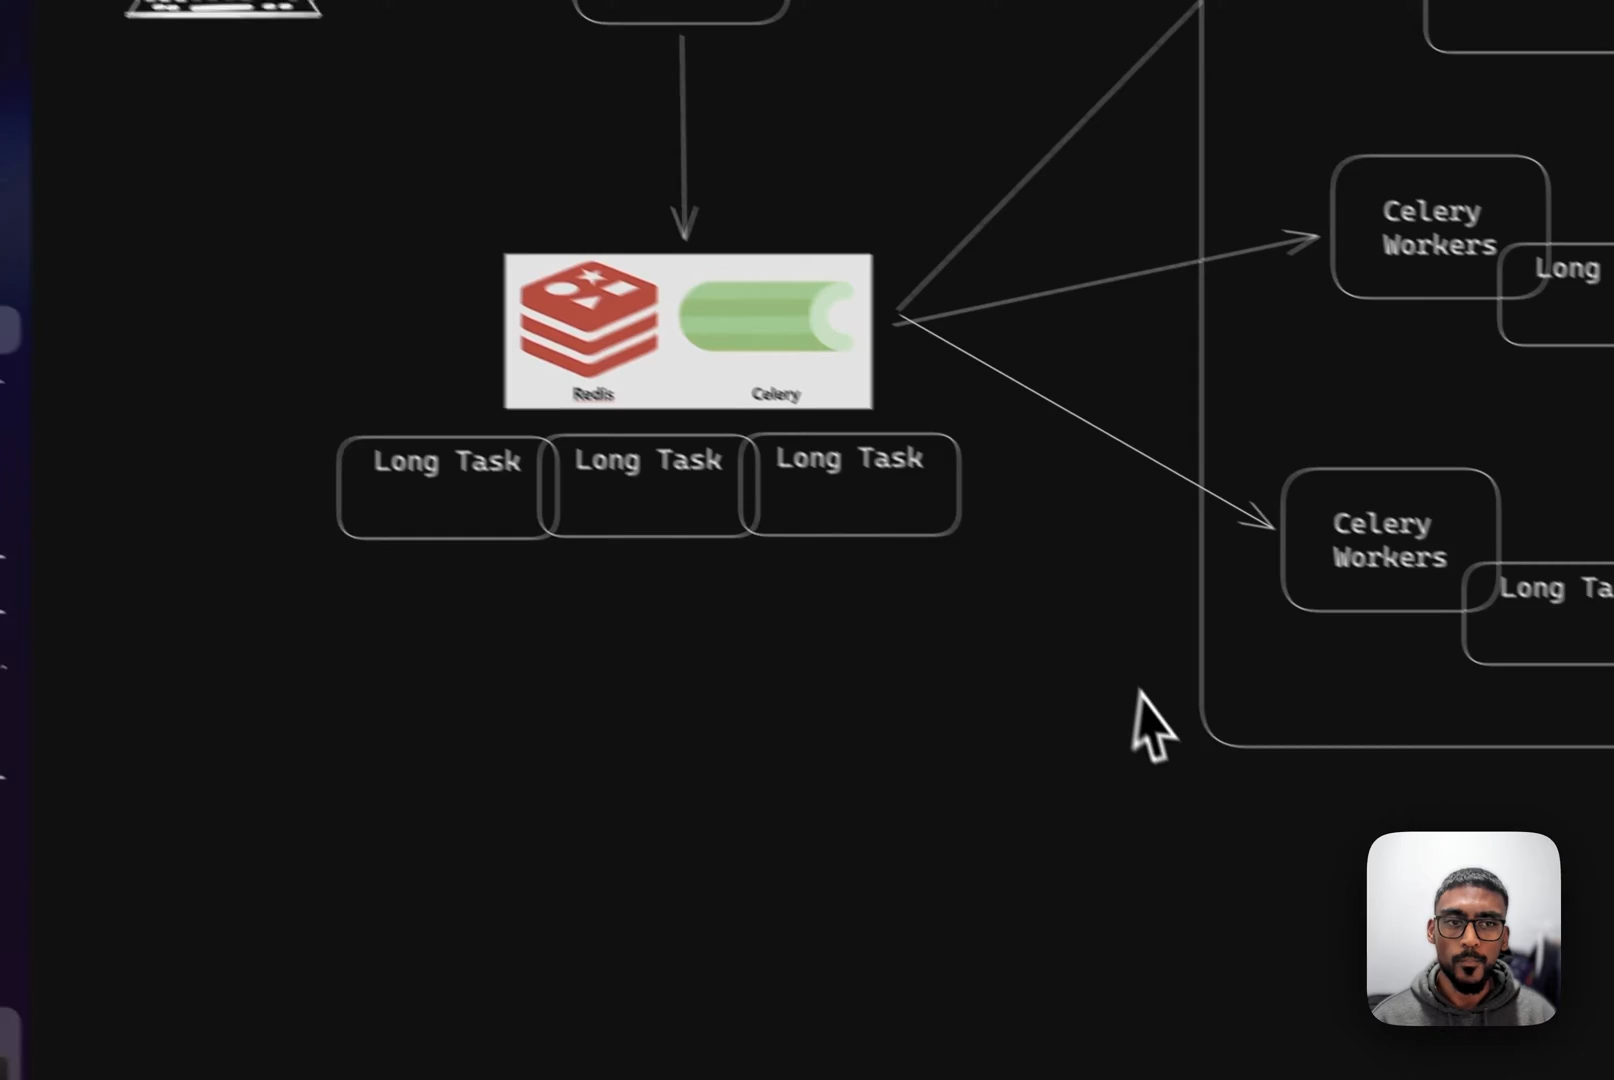 Celery
Workers
Long
Redis
Celery
Long Task
Long Task
Long Task
Celery
Workers
Long Ta